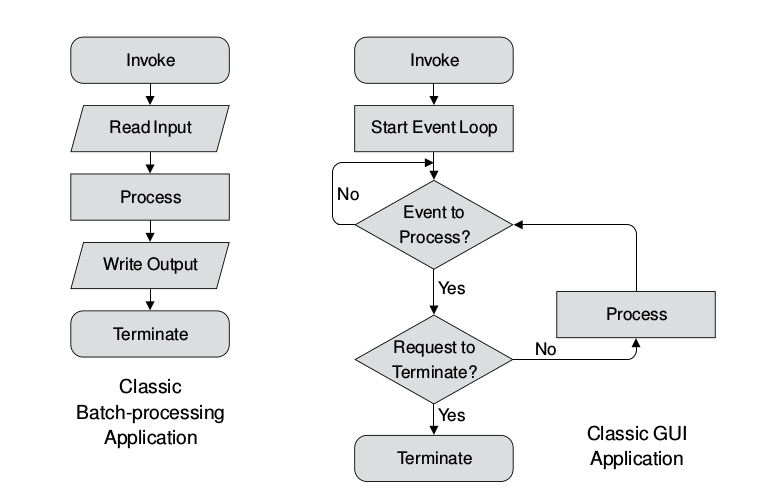 Invoke
Read Input
Process
Write Output
Terminate
Classic
Batch-processing
Application
Invoke
Start Event Loop
No
Event to
Process?
Yes
Process
Request to
Terminate?
No
Yes
Terminate
Classic GUI
Application